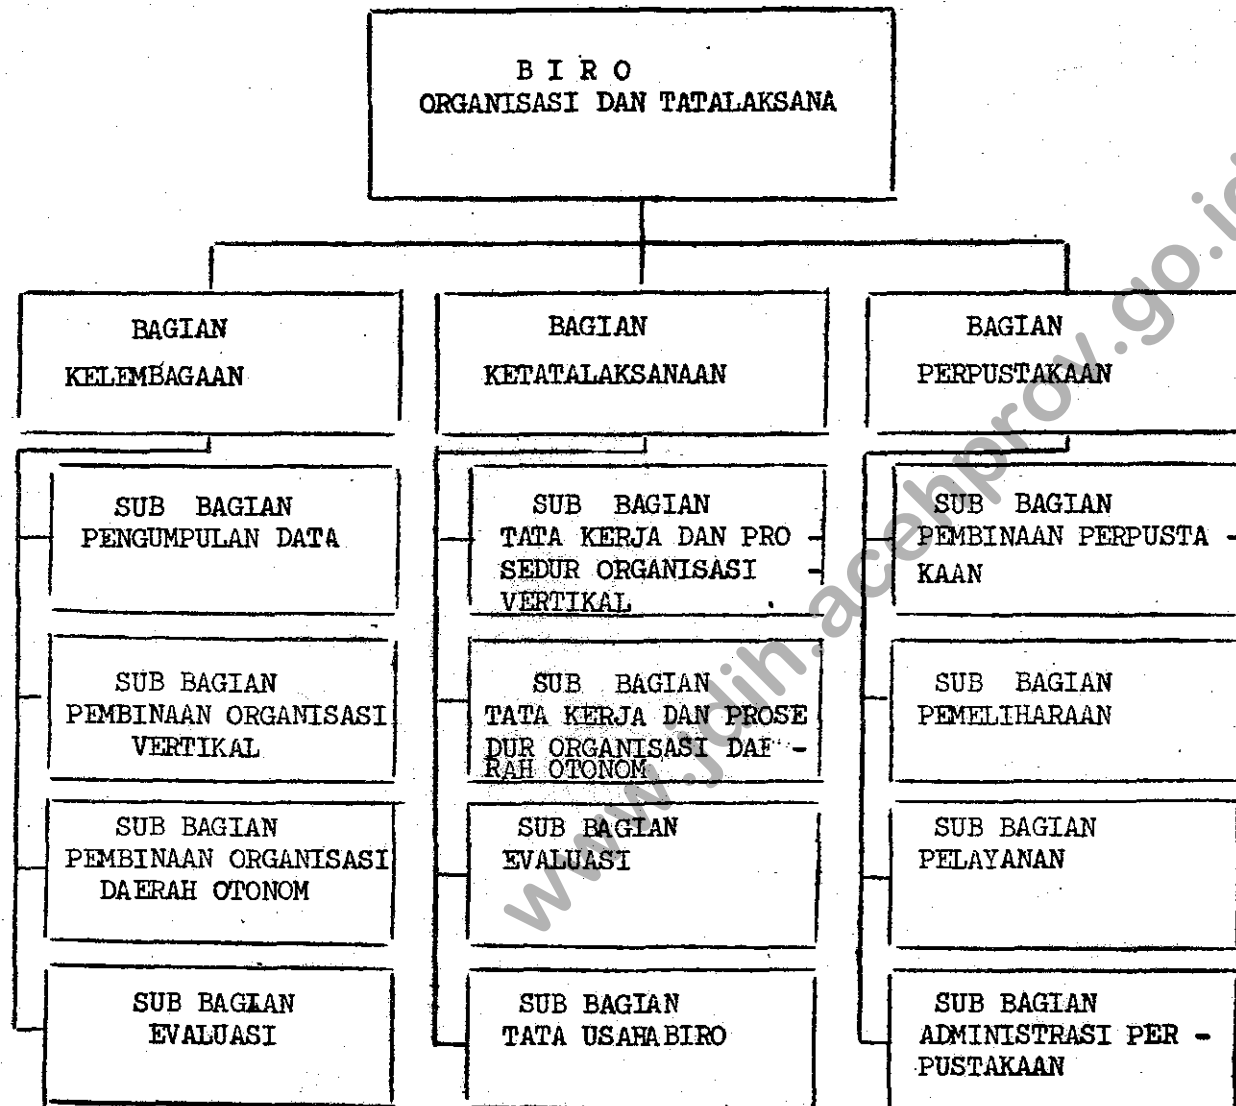 B I R O
ORGANISASI DAN TATALAKSANA
BAGIAN
KELEMBAGAAN
SUB BAGIAN
PENGUMPULAN DATA
SUB BAGIAN
PEMBINAAN ORGANISASI
VERTIKAL
SUB BAGIAN
PEMBINAAN ORGANISASI
DAERAH OTONOM
SUB BAGIAN
EVALUASI
BAGIAN
KETATALAKSANAAN
SUB BAGIAN
TATA KERJA DAN PRO -
SEDUR ORGANISASI -
VERTIKAL
SUB BAGIAN
TATA KERJA DAN PROSE
DUR ORGANISASI DAE -
RAH OTONOM
SUB BAGIAN
EVALUASI
SUB BAGIAN
TATA USAHA BIRO
BAGIAN
PERPUSTAKAAN
SUB BAGIAN
PEMBINAAN PERPUSTA -
KAAN
SUB BAGIAN
PEMELIHARAAN
SUB BAGIAN
PELAYANAN
SUB BAGIAN
ADMINISTRASI PER -
PUSTAKAAN
www.jdih.acehprov.go.id